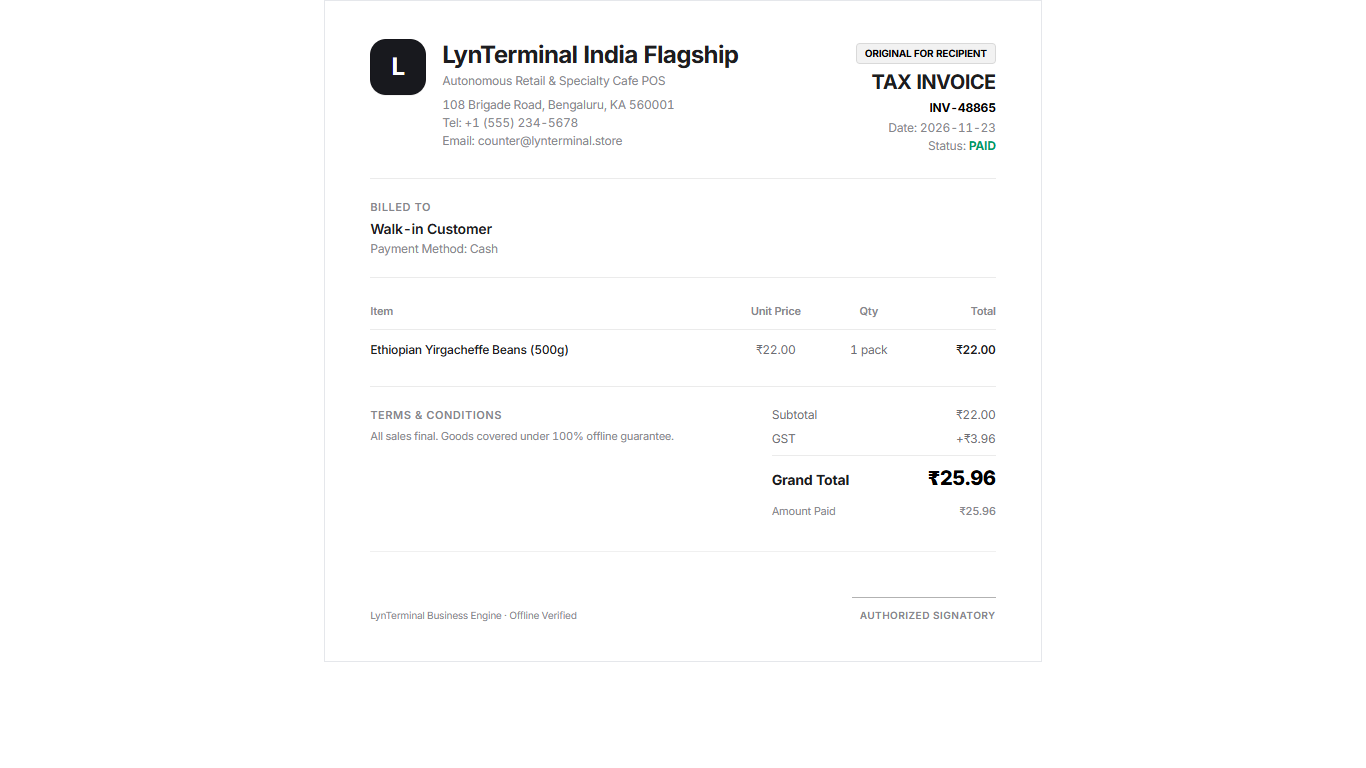 L
LynTerminal India Flagship
Autonomous Retail & Specialty Cafe POS
108 Brigade Road, Bengaluru, KA 560001
Tel: +1 (555) 234-5678
Email: counter@lynterminal.store
ORIGINAL FOR RECIPIENT
TAX INVOICE
INV-48865
Date: 2026-11-23
Status: PAID
BILLED TO
Walk-in Customer
Payment Method: Cash
Item Unit Price Qty Total
Ethiopian Yirgacheffe Beans (500g) ₹22.00 1 pack ₹22.00
TERMS & CONDITIONS
All sales final. Goods covered under 100% offline guarantee.
Subtotal ₹22.00
GST +₹3.96
Grand Total ₹25.96
Amount Paid ₹25.96
LynTerminal Business Engine · Offline Verified
AUTHORIZED SIGNATORY